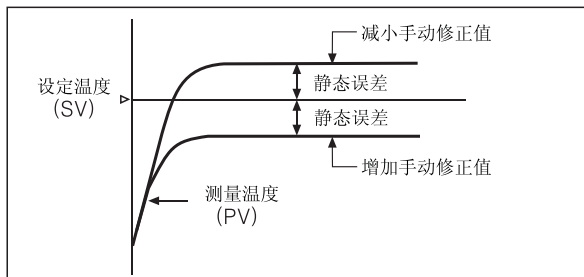 减小手动修正值
设定温度
(SV)
静态误差
静态误差
增加手动修正值
测量温度
(PV)